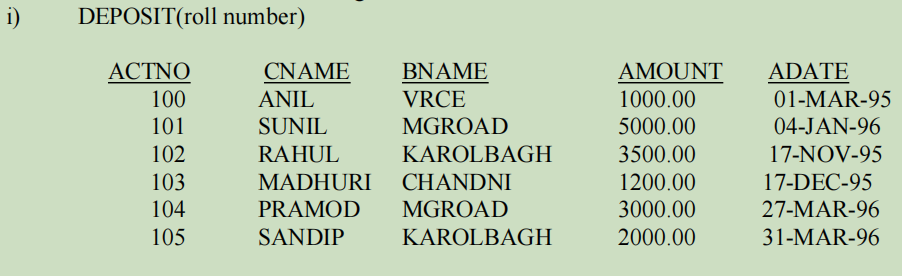 i) DEPOSIT(roll number)
ACTNO CNAME BNAME AMOUNT ADATE
100 ANIL VRCE 1000.00 01-MAR-95
101 SUNIL MGROAD 5000.00 04-JAN-96
102 RAHUL KAROLBAGH 3500.00 17-NOV-95
103 MADHURI CHANDNI 1200.00 17-DEC-95
104 PRAMOD MGROAD 3000.00 27-MAR-96
105 SANDIP KAROLBAGH 2000.00 31-MAR-96